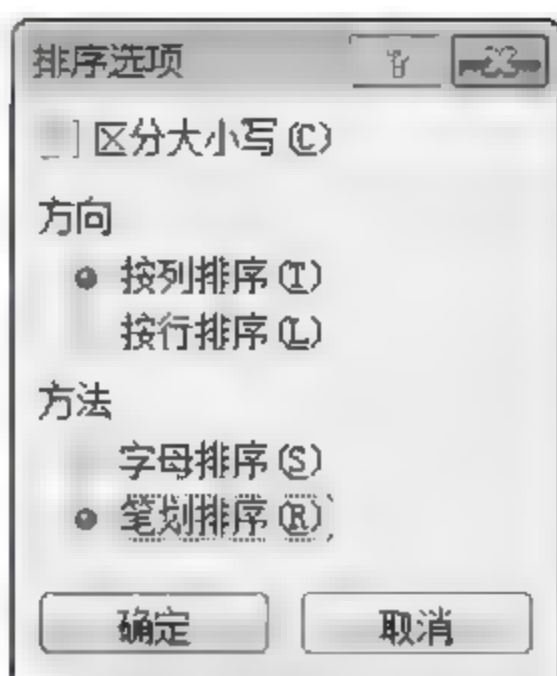 排序选项
区分大小写(C)
方向
按列排序(T)
按行排序(L)
方法
字母排序(S)
笔划排序(R)
确定
取消